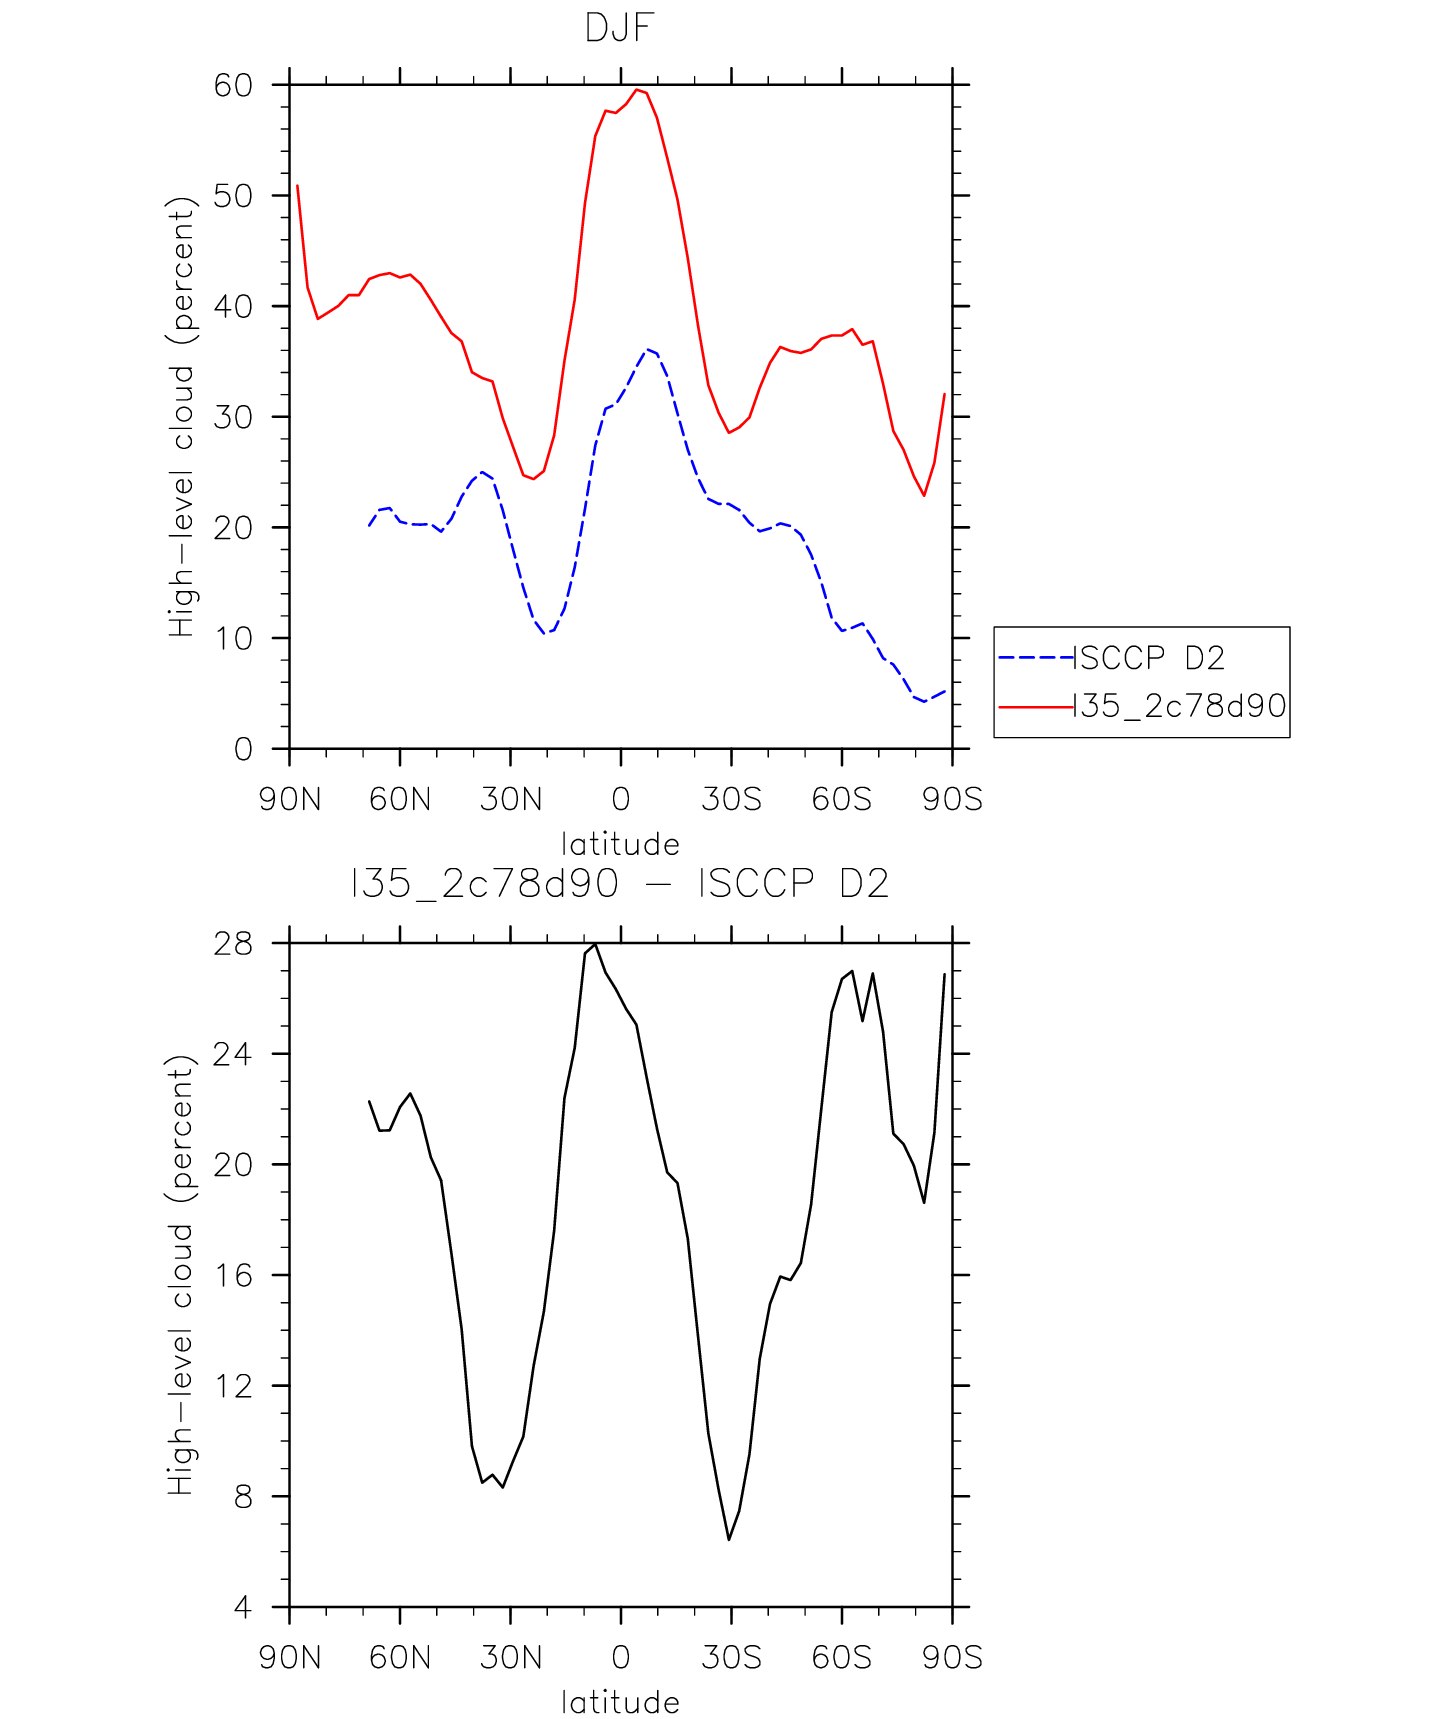 DJF
60
50
40
30
20
10
0
High-level cloud (percent)
90N 60N 30N 0 30S 60S 90S
latitude
ISCCP D2
I35_2c78d90
I35_2c78d90 - ISCCP D2
28
24
20
16
12
8
4
High-level cloud (percent)
90N 60N 30N 0 30S 60S 90S
latitude